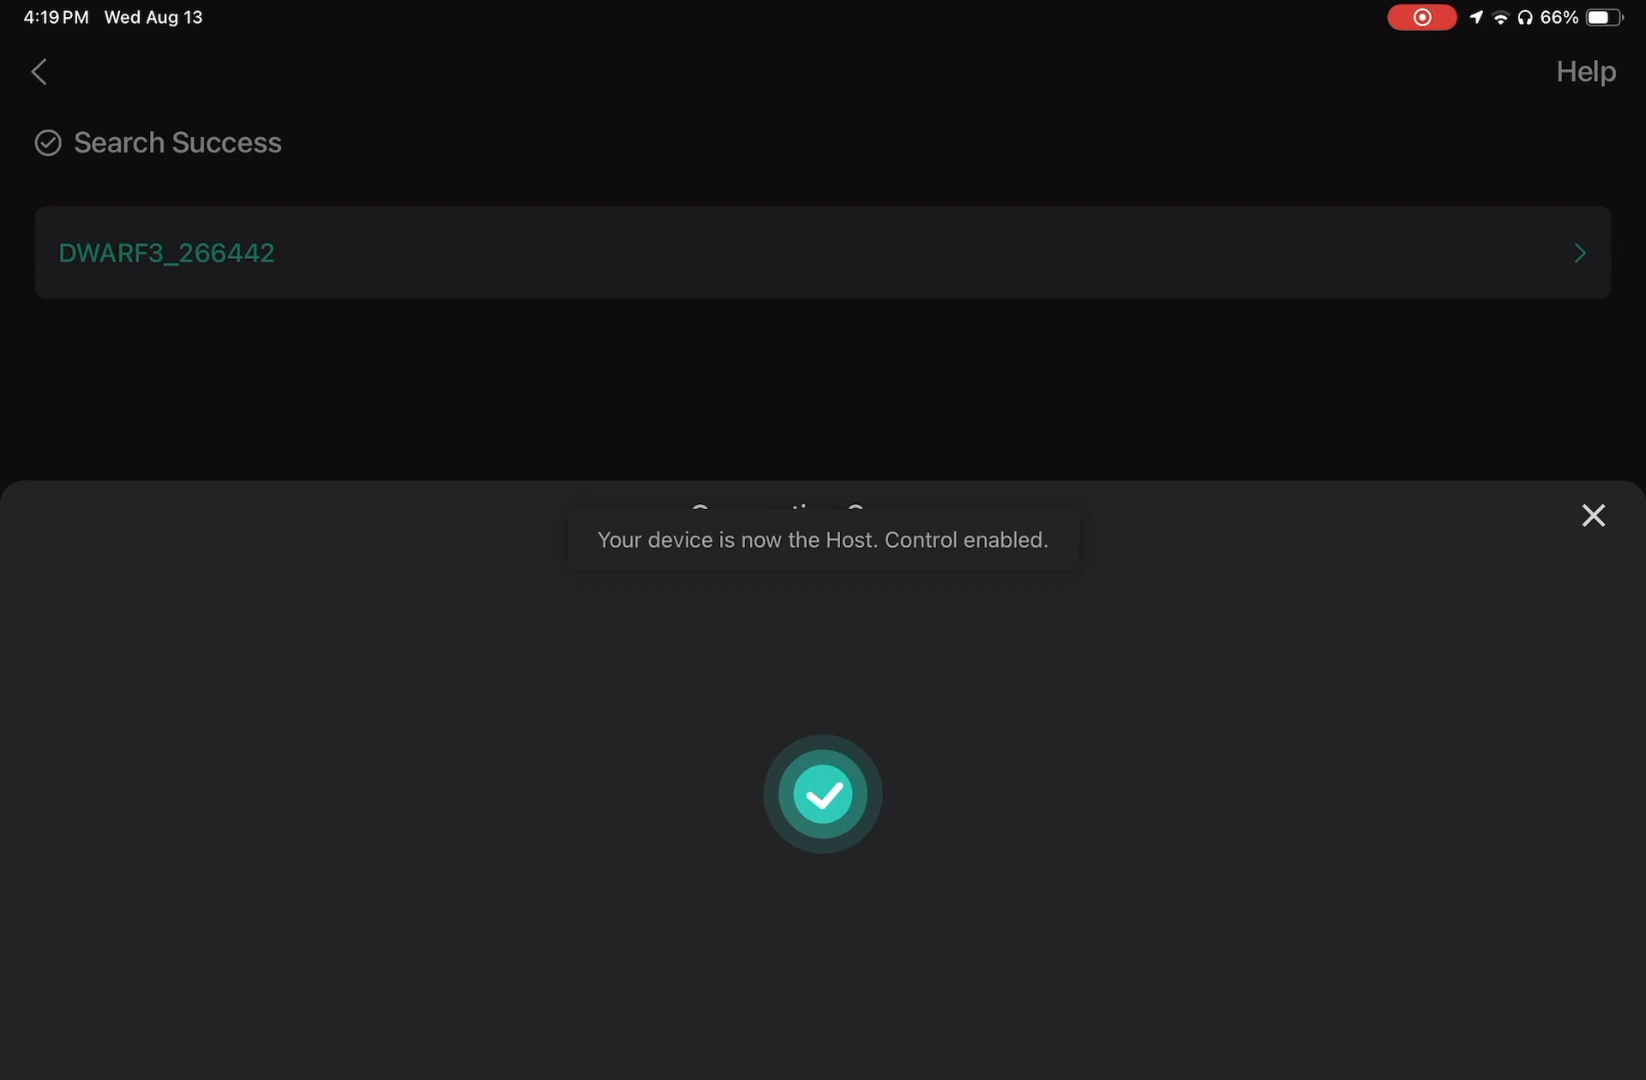 4:19 PM Wed Aug 13
66%
Help
Search Success
DWARF3_266442
Your device is now the Host. Control enabled.